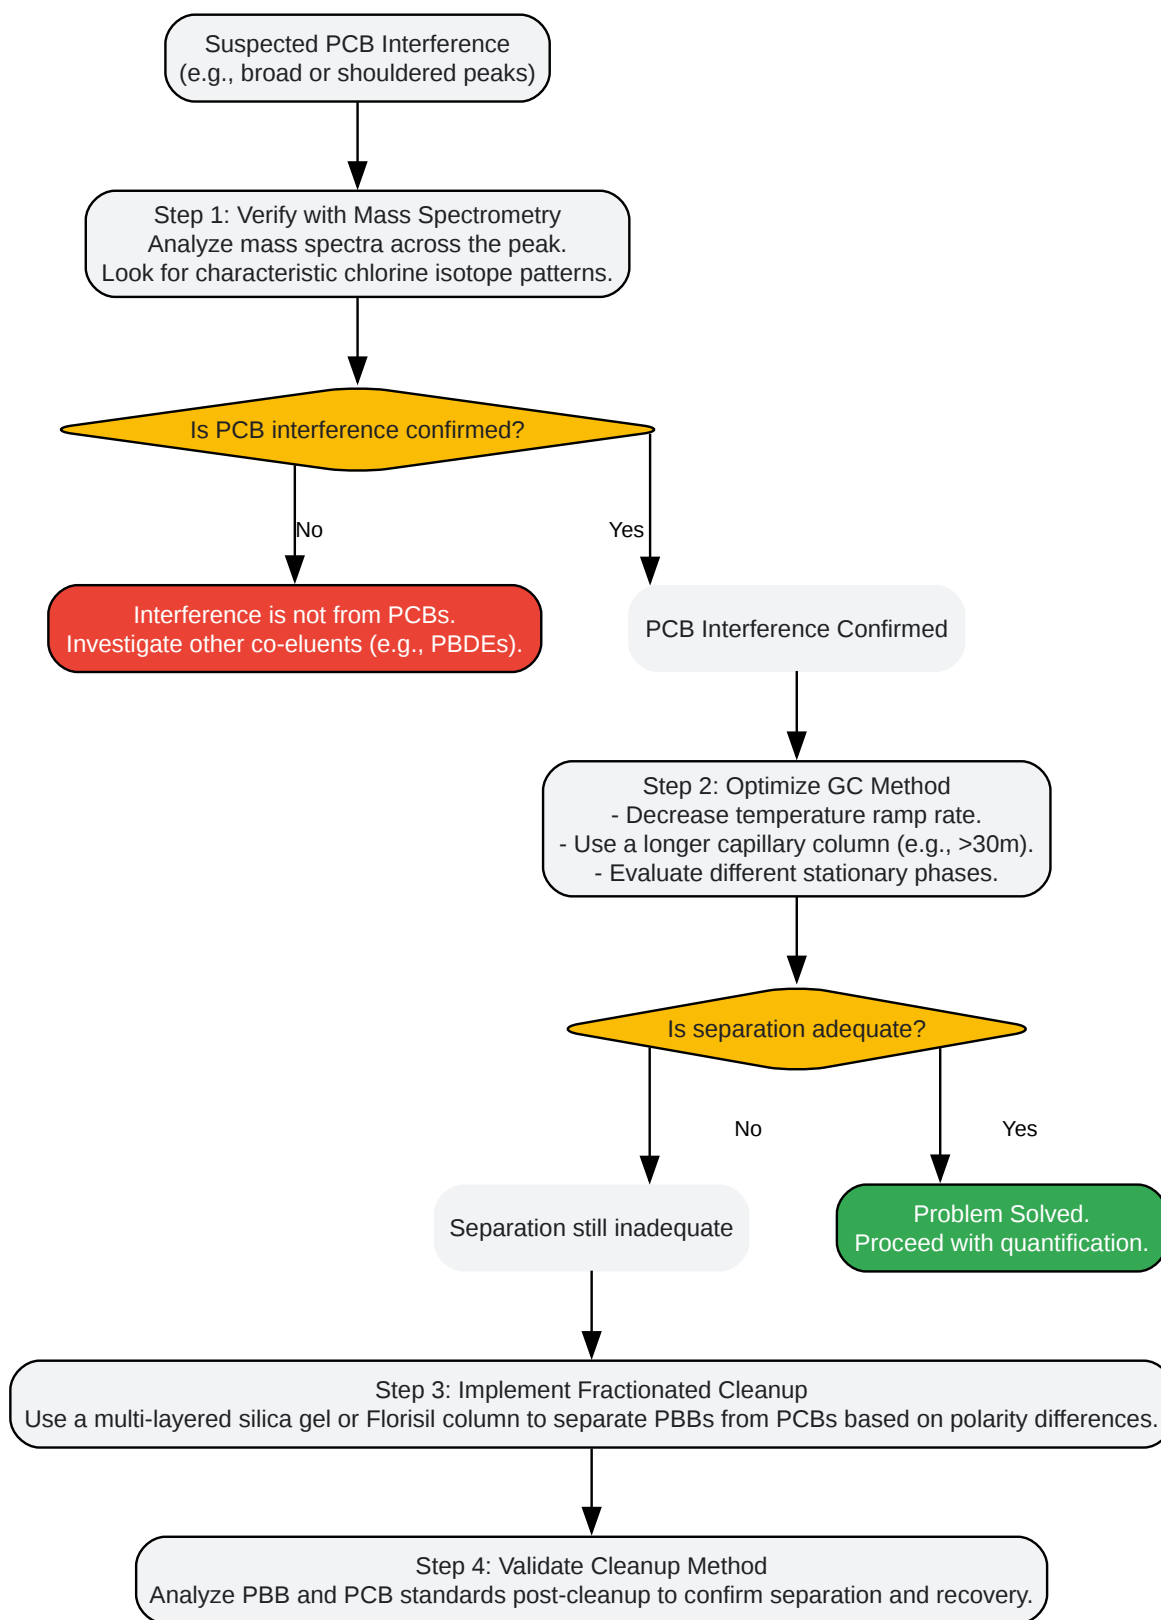 Suspected PCB Interference
(e.g., broad or shouldered peaks)
Step 1: Verify with Mass Spectrometry
Analyze mass spectra across the peak.
Look for characteristic chlorine isotope patterns.
Is PCB interference confirmed?
No
Yes
Interference is not from PCBs.
Investigate other co-eluents (e.g., PBDEs).
PCB Interference Confirmed
Step 2: Optimize GC Method
- Decrease temperature ramp rate.
- Use a longer capillary column (e.g., >30m).
- Evaluate different stationary phases.
Is separation adequate?
No
Yes
Separation still inadequate
Problem Solved.
Proceed with quantification.
Step 3: Implement Fractionated Cleanup
Use a multi-layered silica gel or Florisil column to separate PBBs from PCBs based on polarity differences.
Step 4: Validate Cleanup Method
Analyze PBB and PCB standards post-cleanup to confirm separation and recovery.